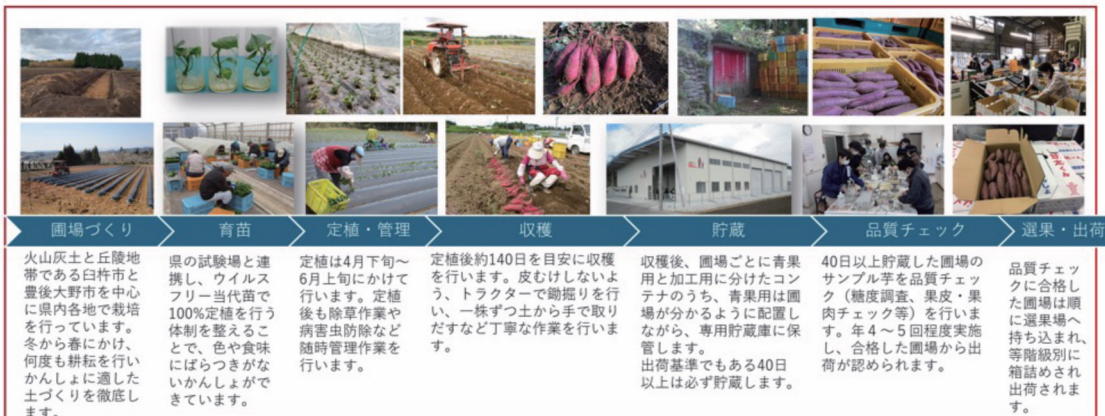 圃場づくり
育苗
定植・管理
収穫
貯蔵
品質チェック
選果・出荷
火山灰土と丘陵地
帯である臼杵市と
豊後大野市を中心
に県内各地で栽培
を行っています。
冬から春にかけ、
何度も耕耘を行い
かんしょに適した
土づくりを徹底し
ます。
県の試験場と連
携し、ウイルス
フリー当代苗で
100%定植を行う
体制を整えるこ
とで、色や食味
にばらつきがな
いかんしょがで
きています。
定植は4月下旬〜
6月上旬にかけて
行います。定植
後も除草作業や
病害虫防除など
随時管理作業を
行います。
定植後約140日を目安に収穫
を行います。皮むけしないよ
う、トラクターで鋤掘りを行
い、一株ずつ土から手で取り
だすなど丁寧な作業を行いま
す。
収穫後、圃場ごとに青果
用と加工用に分けたコン
テナのうち、青果用は圃
場が分かるように配置し
ながら、専用貯蔵庫に保
管します。
出荷基準でもある40日
以上は必ず貯蔵します。
40日以上貯蔵した圃場の
サンプル芋を品質チェッ
ク（糖度調査、果皮・果
肉チェック等）を行いま
す。年４〜５回程度実施
し、合格した圃場から出
荷が認められます。
品質チェッ
クに合格し
た圃場は順
に選果場へ
持ち込まれ、
等階級別に
箱詰めされ
出荷されま
す。